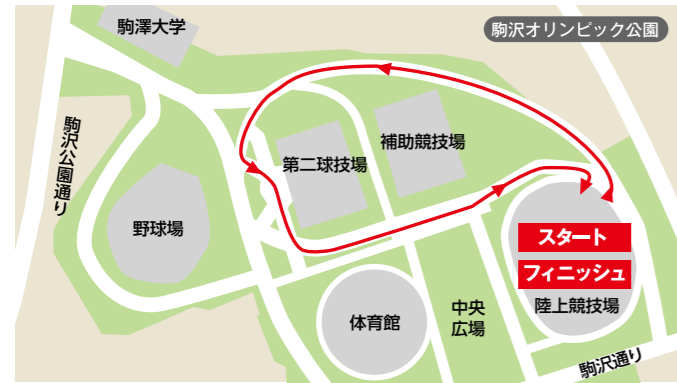 駒澤大学
駒沢オリンピック公園
駒沢公園通り
補助競技場
第二球技場
野球場
スタート
フィニッシュ
陸上競技場
体育館
中央
広場
駒沢通り